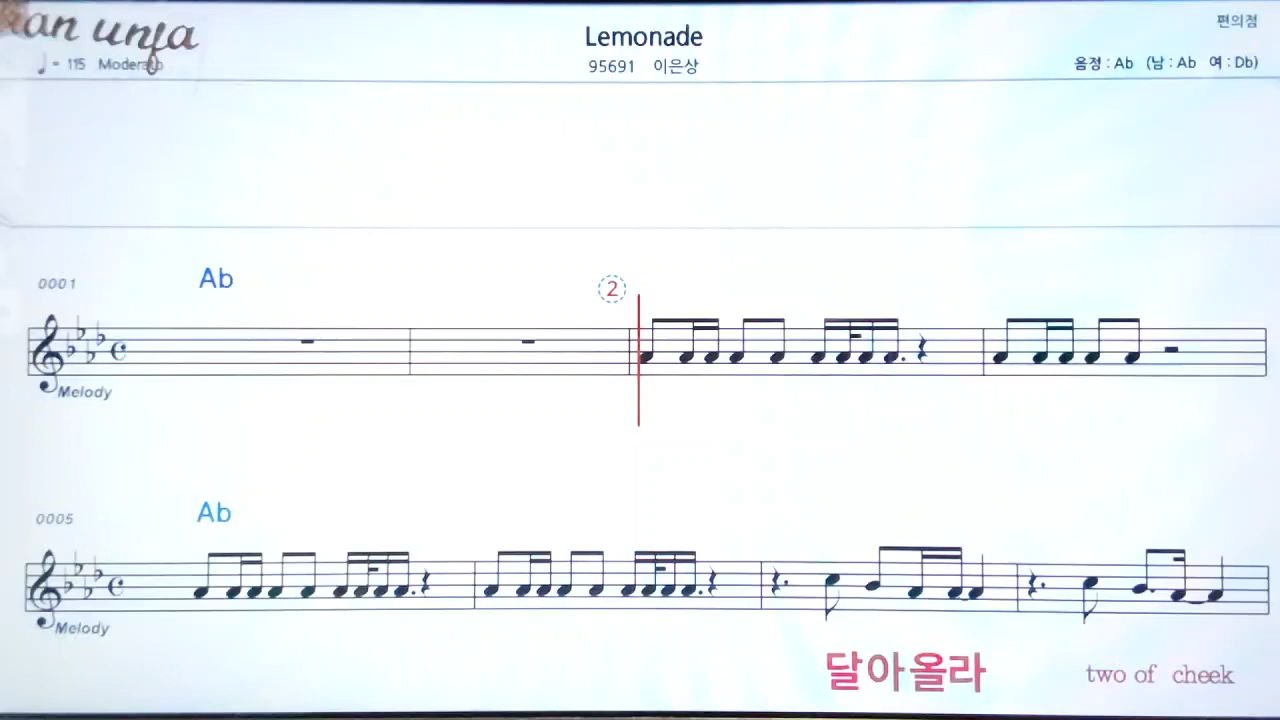 편의점
Lemonade
♩= 115 Moderato
95691 이은상
음정 : Ab (남 : Ab 여 : Db)
0001
Ab
2
Melody
0005
Ab
Melody
달아올라 two of cheek